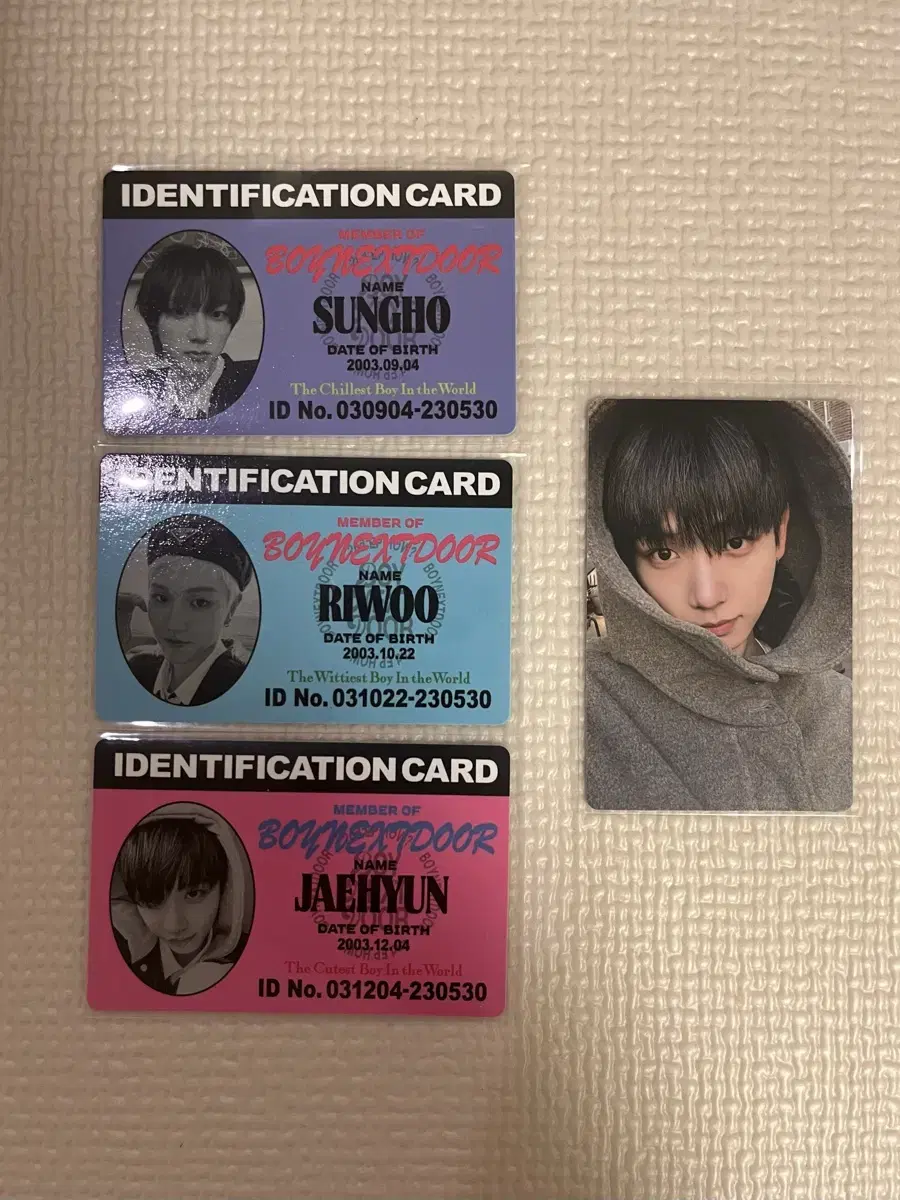 IDENTIFICATION CARD
MEMBER OF
BOYNEXTDOOR
NAME
SUNGHO
DATE OF BIRTH
2003.09.04
The Chillest Boy In the World
ID No. 030904-230530
IDENTIFICATION CARD
MEMBER OF
BOYNEXTDOOR
NAME
RIWOO
DATE OF BIRTH
2003.10.22
The Wittiest Boy In the World
ID No. 031022-230530
IDENTIFICATION CARD
MEMBER OF
BOYNEXTDOOR
NAME
JAEHYUN
DATE OF BIRTH
2003.12.04
The Cutest Boy In the World
ID No. 031204-230530